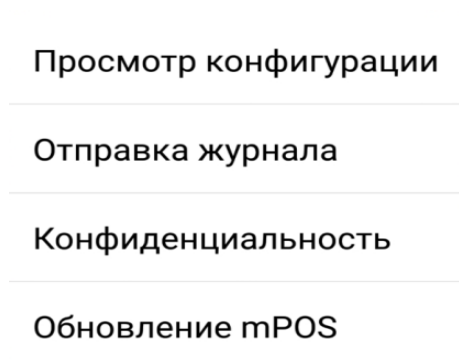 Просмотр конфигурации
Отправка журнала
Конфиденциальность
Обновление mPOS